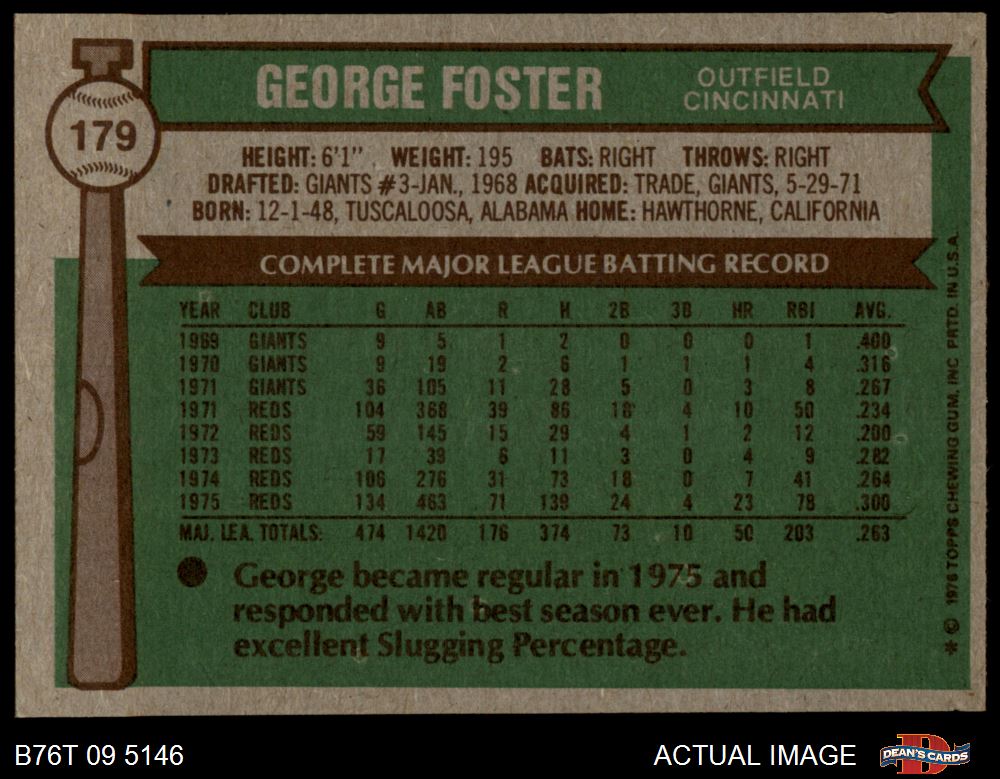 179
GEORGE FOSTER
OUTFIELD
CINCINNATI
HEIGHT: 6'1" WEIGHT: 195 BATS: RIGHT THROWS: RIGHT
DRAFTED: GIANTS #3-JAN., 1968 ACQUIRED: TRADE, GIANTS, 5-29-71
BORN: 12-1-48, TUSCALOOSA, ALABAMA HOME: HAWTHORNE, CALIFORNIA
COMPLETE MAJOR LEAGUE BATTING RECORD
YEAR CLUB G AB R H 2B 3B HR RBI AVG.
1969 GIANTS 9 5 1 2 0 0 0 1 .400
1970 GIANTS 9 19 2 6 1 1 1 4 .316
1971 GIANTS 36 105 11 28 5 0 3 8 .267
1971 REDS 104 368 39 86 18 4 10 50 .234
1972 REDS 59 145 15 29 4 1 2 12 .200
1973 REDS 17 39 6 11 3 0 4 9 .282
1974 REDS 106 276 31 73 18 0 7 41 .264
1975 REDS 134 463 71 139 24 4 23 78 .300
MAJ. LEA. TOTALS: 474 1420 176 374 73 10 50 203 .263
George became regular in 1975 and
responded with best season ever. He had
excellent Slugging Percentage.
* © 1976 TOPPS CHEWING GUM, INC PRTD. IN U.S.A.
B76T 09 5146
ACTUAL IMAGE
DEAN'S CARDS